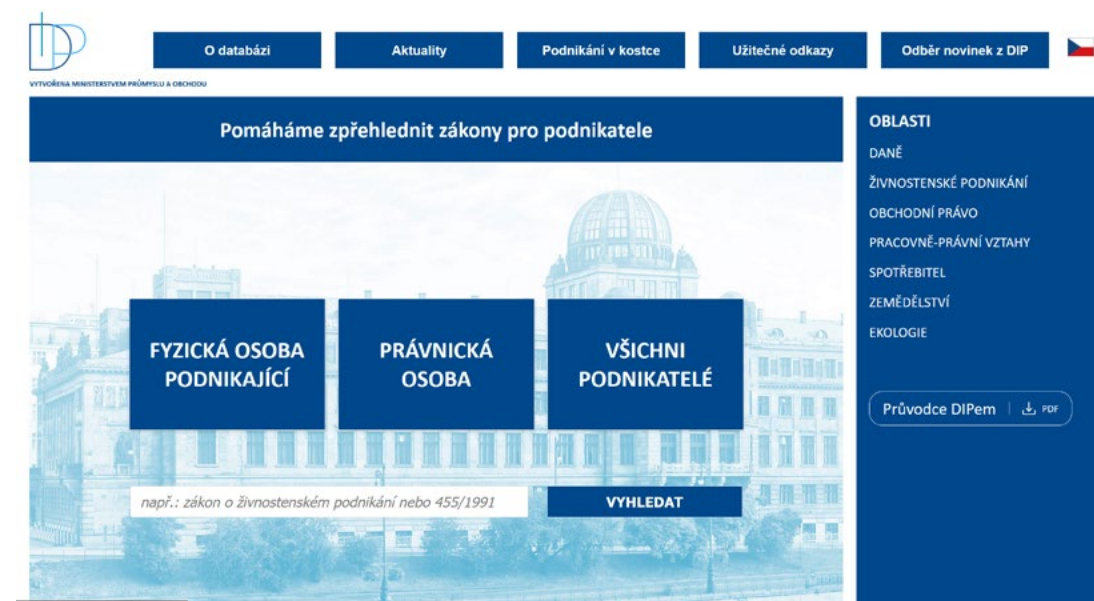 DIP
O databázi
Aktuality
Podnikání v kostce
Užitečné odkazy
Odběr novinek z DIP
VYTVOŘENA MINISTERSTVEM PRŮMYSLU A OBCHODU
Pomáháme zpřehlednit zákony pro podnikatele
FYZICKÁ OSOBA
PODNIKAJÍCÍ
PRÁVNICKÁ
OSOBA
VŠICHNI
PODNIKATELÉ
např.: zákon o živnostenském podnikání nebo 455/1991
VYHLEDAT
OBLASTI
DANĚ
ŽIVNOSTENSKÉ PODNIKÁNÍ
OBCHODNÍ PRÁVO
PRACOVNĚ-PRÁVNÍ VZTAHY
SPOTŘEBITEL
ZEMĚDĚLSTVÍ
EKOLOGIE
Průvodce DIPem | PDF